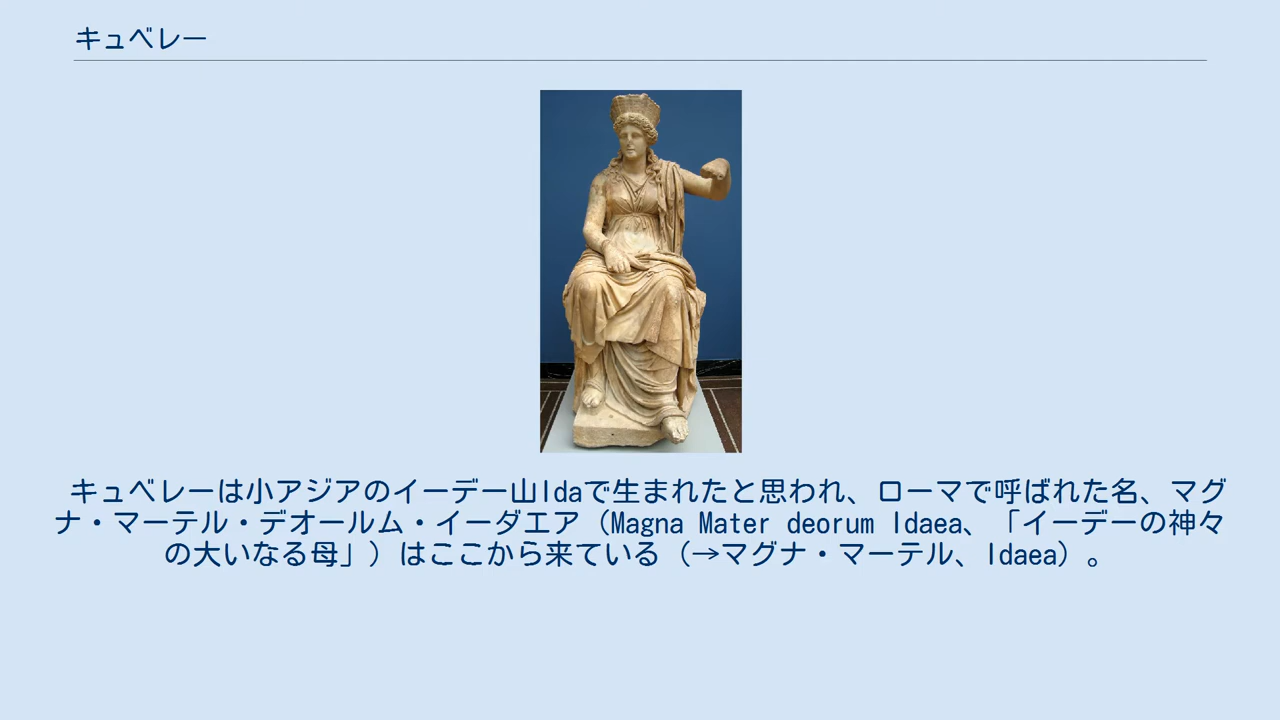 キュベレー
キュベレーは小アジアのイーデー山Idaで生まれたと思われ、ローマで呼ばれた名、マグ
ナ・マーテル・デオールム・イーダエア（Magna Mater deorum Idaea、「イーデーの神々
の大いなる母」）はここから来ている（→マグナ・マーテル、Idaea）。